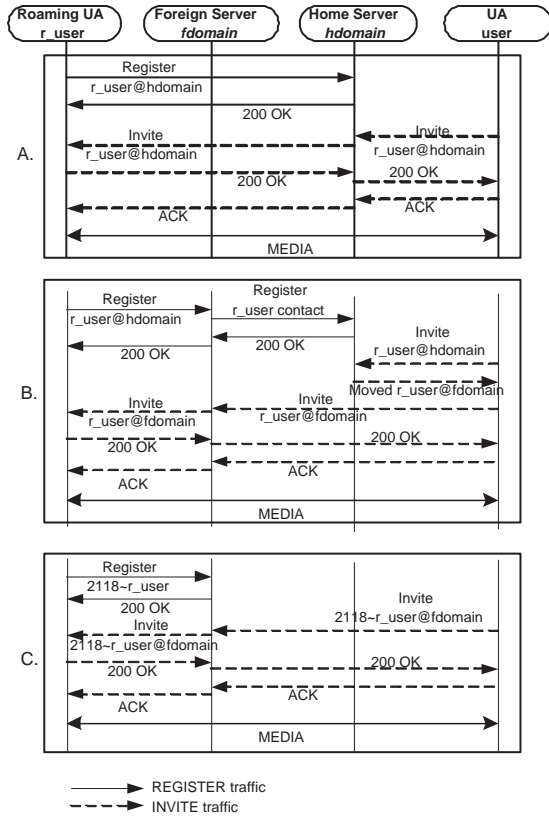 Roaming UA
r_user
Foreign Server
fdomain
Home Server
hdomain
UA
user
A.
Register
r_user@hdomain
200 OK
Invite
r_user@hdomain
Invite
r_user@hdomain
200 OK
200 OK
ACK
ACK
MEDIA
B.
Register
r_user@hdomain
Register
r_user contact
200 OK
200 OK
Invite
r_user@hdomain
Moved r_user@fdomain
Invite
r_user@fdomain
Invite
r_user@fdomain
200 OK
200 OK
ACK
ACK
MEDIA
C.
Register
2118~r_user
200 OK
Invite
2118~r_user@fdomain
Invite
2118~r_user@fdomain
200 OK
200 OK
ACK
ACK
MEDIA
REGISTER traffic
INVITE traffic